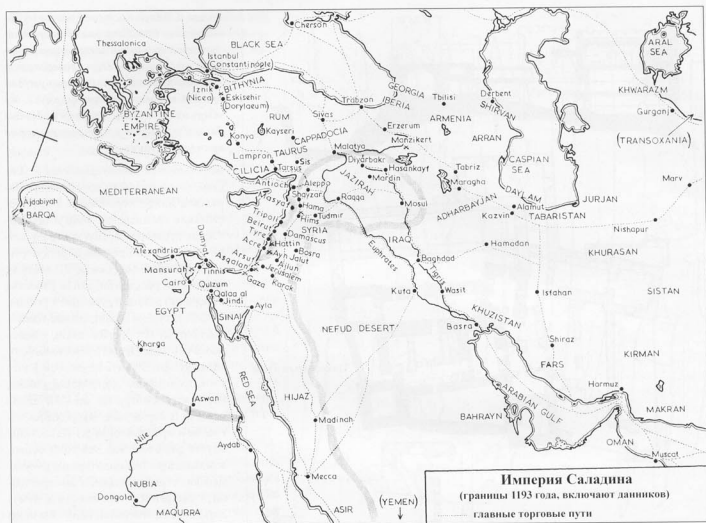 BLACK SEA
Cherson
ARAL
SEA
Thessalonica
Istanbul
(Constantinople)
BITHYNIA
Iznik
(Nicea)
Eskisehir
(Dorylaeum)
GEORGIA
IBERIA
Tbilisi
Derbent
SHIRVAN
KHWARAZM
Gurganj
(TRANSOXANIA)
BYZANTINE
EMPIRE
RUM
Sivas
Trabzon
ARMENIA
ARRAN
Konya
Kayseri
CAPPADOCIA
Erzerum
Manzikert
CASPIAN
SEA
Lampron
TAURUS
Sis
Tarsus
CILICIA
Malatya
Diyarbakr
Hasankayf
Mardin
Tabriz
Maragha
Marv
MEDITERRANEAN
Antioch
Aleppo
JAZIRAH
ADHARBAYJAN
DAYLAM
Alamut
JURJAN
Ajdabiyah
BARQA
Shayzar
Masyaf
Hama
Hims
Raqqa
Mosul
Kazvin
TABARISTAN
Nishapur
Tripoli
Tudmir
Beirut
SYRIA
Tyre
Damascus
Hamadan
KHURASAN
Alexandria
Dumyat
Acre
Hattin
Bosra
Ayn Jalut
IRAQ
Baghdad
Mansurah
Tinnis
Arsuf
Ajlun
Asqalan
Jerusalem
Euphrates
Tigris
Cairo
Qulzum
Gaza
Karak
Kufa
Wasit
Isfahan
SISTAN
Qalaa al
Jindi
Ayla
EGYPT
SINAI
NEFUD DESERT
KHUZISTAN
Basra
Kharga
Shiraz
FARS
KIRMAN
RED SEA
HIJAZ
Hormuz
Aswan
Madinah
BAHRAYN
ARABIAN GULF
MAKRAN
Nile
Aydab
OMAN
Muscat
NUBIA
Mecca
Dongola
MAQURRA
ASIR
(YEMEN)
Империя Саладина
(границы 1193 года, включают данников)
главные торговые пути